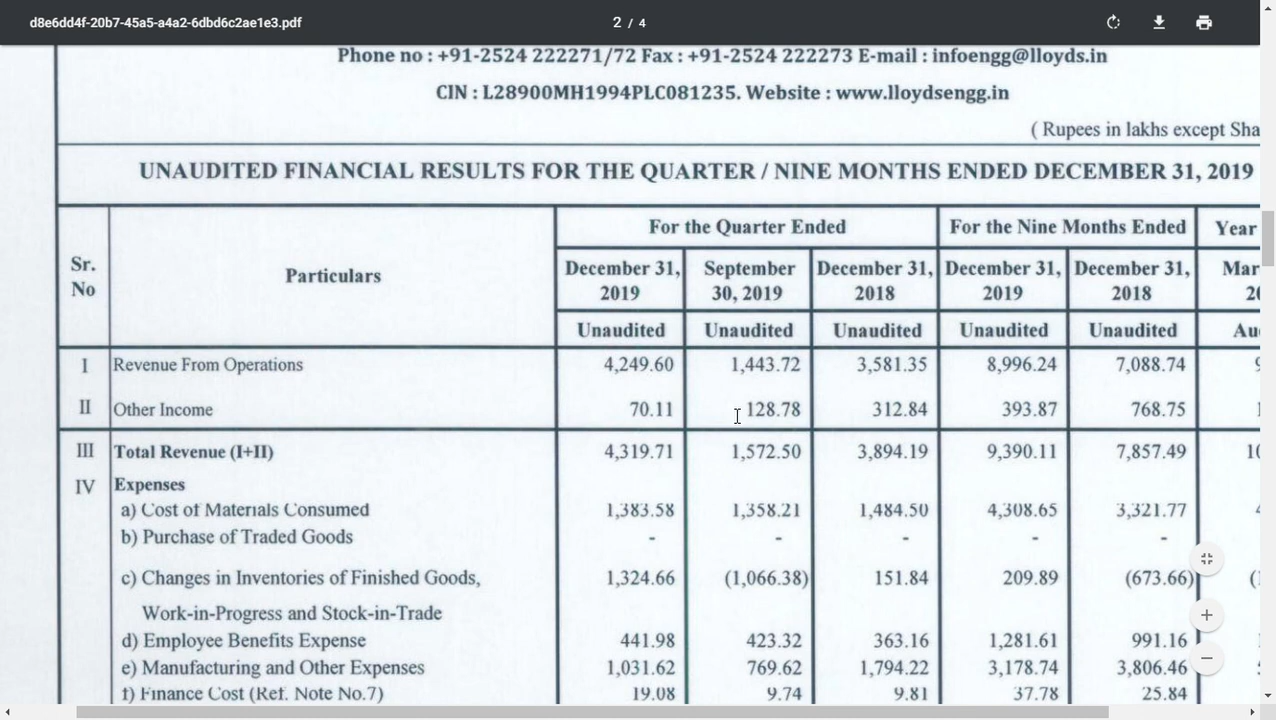 d8e6dd4f-20b7-45a5-a4a2-6dbd6c2ae1e3.pdf 2 / 4
Phone no : +91-2524 222271/72 Fax : +91-2524 222273 E-mail : infoengg@lloyds.in
CIN : L28900MH1994PLC081235. Website : www.lloydsengg.in
( Rupees in lakhs except Sha
UNAUDITED FINANCIAL RESULTS FOR THE QUARTER / NINE MONTHS ENDED DECEMBER 31, 2019
For the Quarter Ended For the Nine Months Ended Year
Sr. No Particulars December 31, 2019 September 30, 2019 December 31, 2018 December 31, 2019 December 31, 2018 Mar 20
Unaudited Unaudited Unaudited Unaudited Unaudited Au
I Revenue From Operations 4,249.60 1,443.72 3,581.35 8,996.24 7,088.74 9
II Other Income 70.11 128.78 312.84 393.87 768.75 1
III Total Revenue (I+II) 4,319.71 1,572.50 3,894.19 9,390.11 7,857.49 10
IV Expenses
a) Cost of Materials Consumed 1,383.58 1,358.21 1,484.50 4,308.65 3,321.77 4
b) Purchase of Traded Goods - - - - -
c) Changes in Inventories of Finished Goods, 1,324.66 (1,066.38) 151.84 209.89 (673.66) (1
Work-in-Progress and Stock-in-Trade
d) Employee Benefits Expense 441.98 423.32 363.16 1,281.61 991.16 1
e) Manufacturing and Other Expenses 1,031.62 769.62 1,794.22 3,178.74 3,806.46 5
f) Finance Cost (Ref. Note No.7) 19.08 9.74 9.81 37.78 25.84